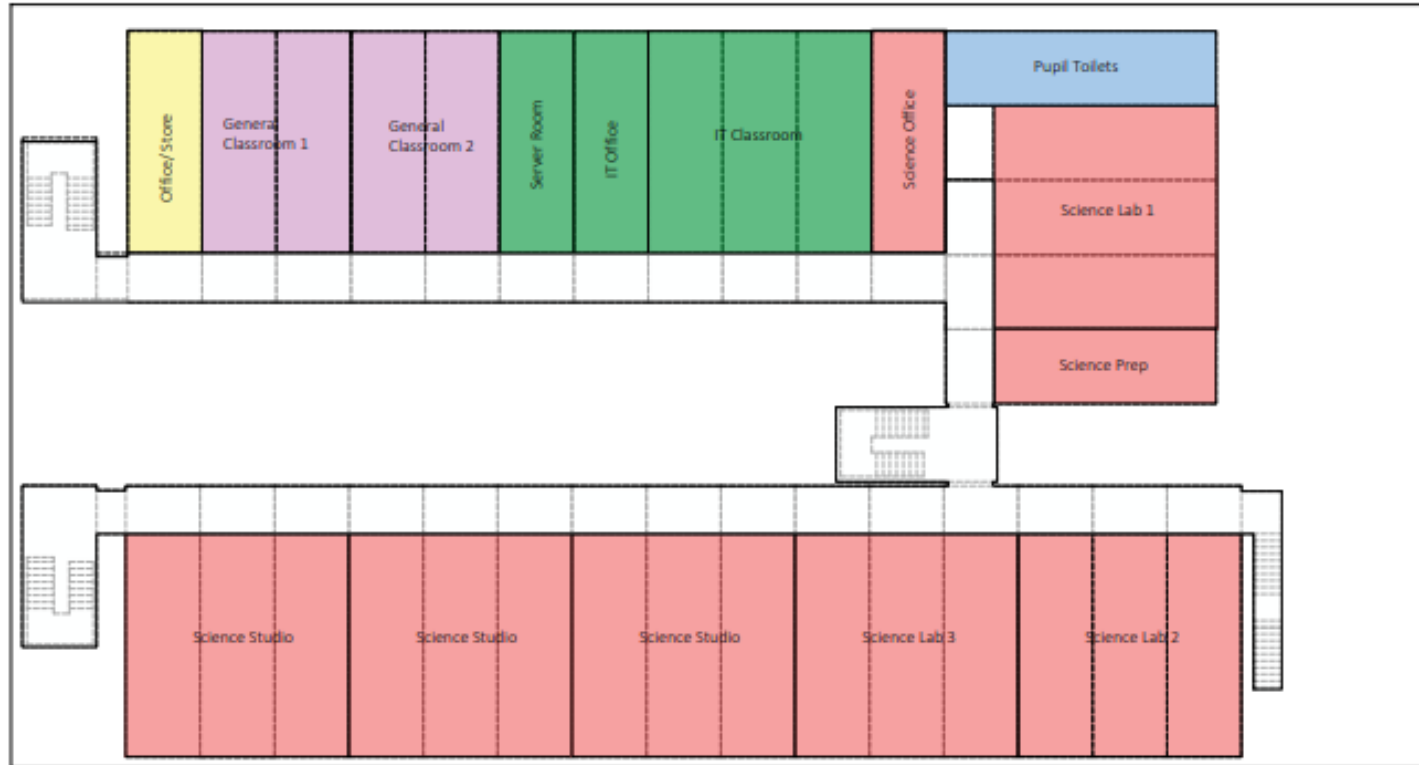 Office/ Store
General
Classroom 1
General
Classroom 2
Server Room
IT Office
IT Classroom
Science Office
Pupil Toilets
Science Lab 1
Science Prep
Science Studio
Science Studio
Science Studio
Science Lab 3
Science Lab 2